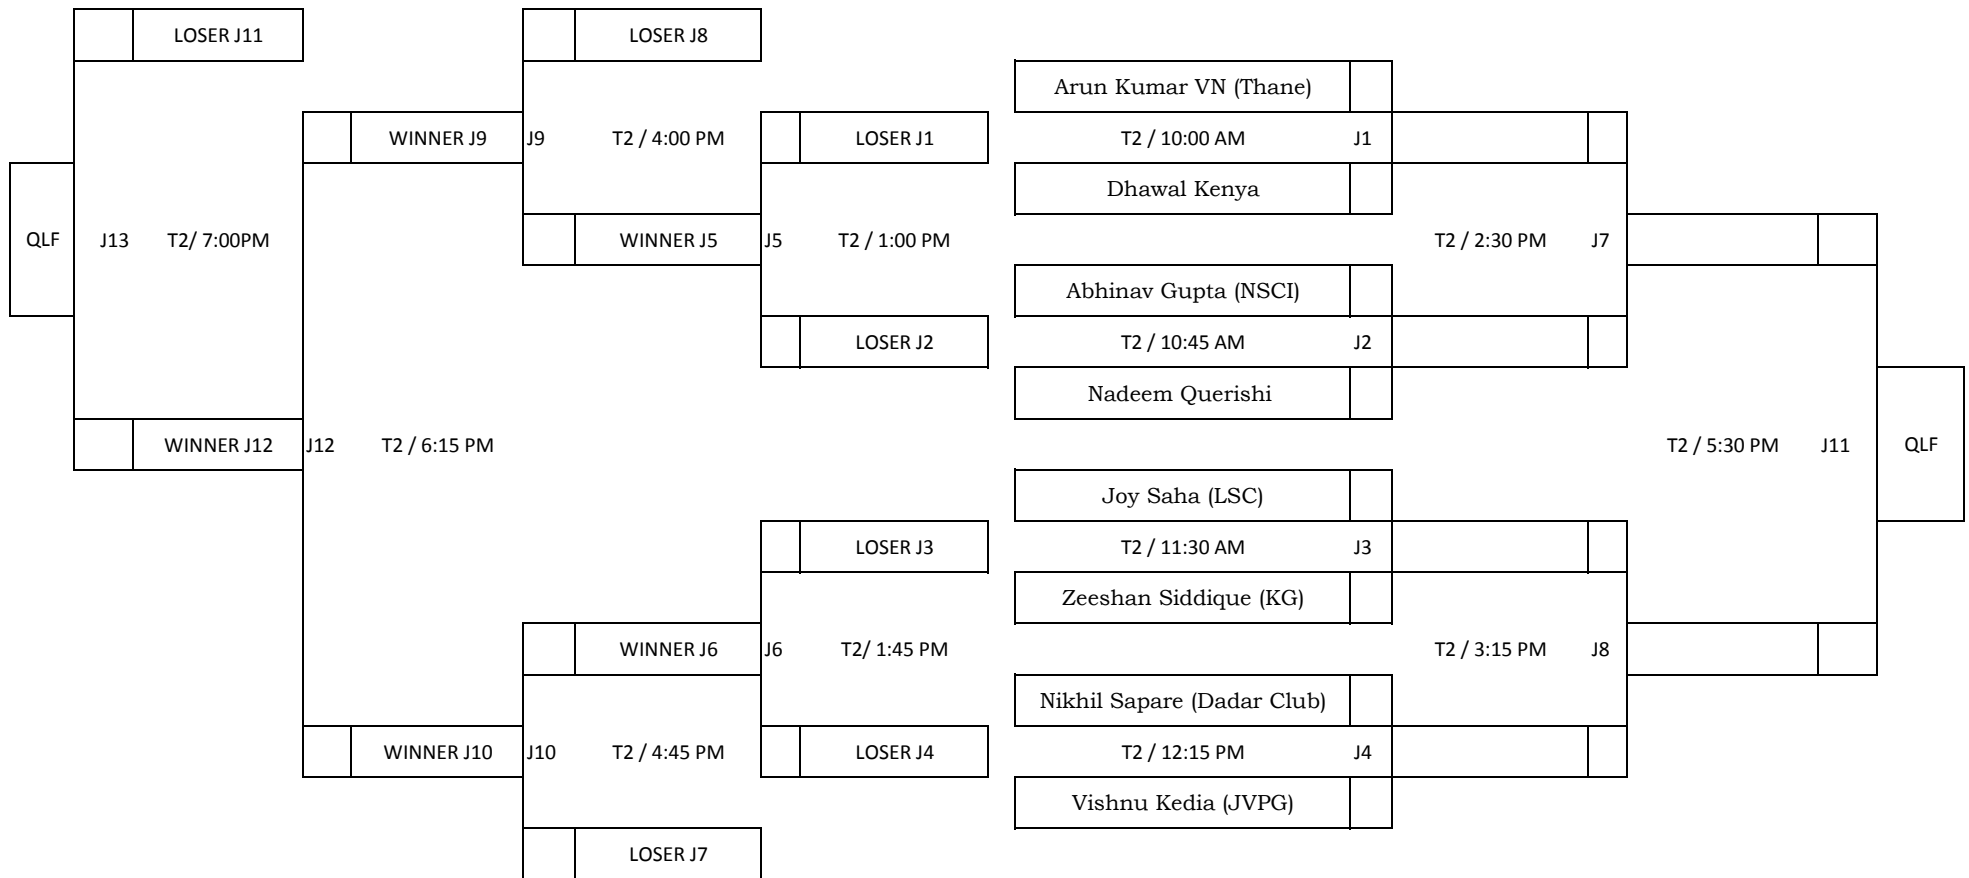 LOSER J11 LOSER J8
Arun Kumar VN (Thane)
WINNER J9 J9 T2 / 4:00 PM LOSER J1 T2 / 10:00 AM J1
Dhawal Kenya
QLF J13 T2/ 7:00PM WINNER J5 J5 T2 / 1:00 PM T2 / 2:30 PM J7
Abhinav Gupta (NSCI)
LOSER J2 T2 / 10:45 AM J2
Nadeem Querishi
WINNER J12 J12 T2 / 6:15 PM T2 / 5:30 PM J11 QLF
Joy Saha (LSC)
LOSER J3 T2 / 11:30 AM J3
Zeeshan Siddique (KG)
WINNER J6 J6 T2/ 1:45 PM T2 / 3:15 PM J8
Nikhil Sapare (Dadar Club)
WINNER J10 J10 T2 / 4:45 PM LOSER J4 T2 / 12:15 PM J4
Vishnu Kedia (JVPG)
LOSER J7